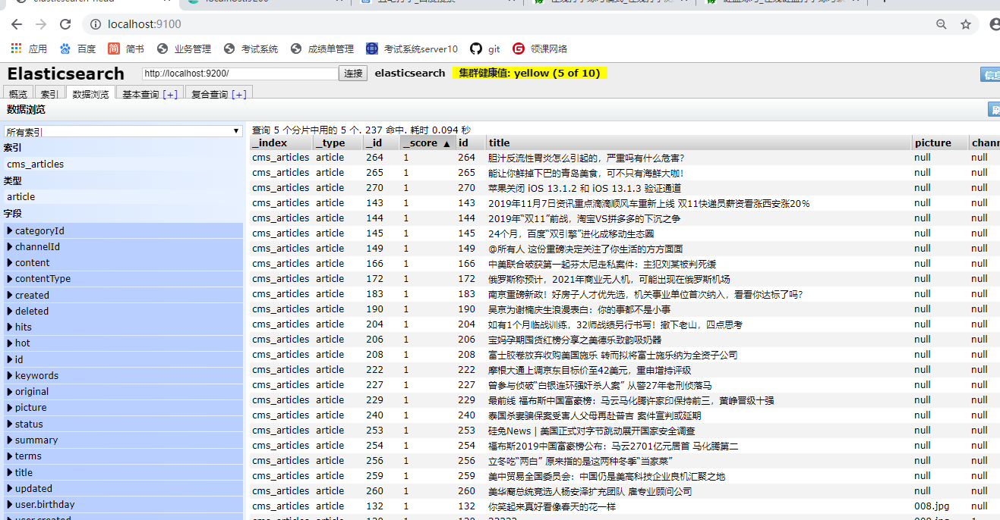 localhost:9100
应用 百度 简书 业务管理 考试系统 成绩单管理 考试系统server10 git 领课网络
Elasticsearch http://localhost:9200/ 连接 elasticsearch 集群健康值: yellow (5 of 10)
概览 索引 数据浏览 基本查询 [+] 复合查询 [+]
数据浏览
所有索引
索引
cms_articles
类型
article
字段
categoryId
channelId
content
contentType
created
deleted
hits
hot
id
keywords
original
picture
status
summary
terms
title
updated
user.birthday
查询 5 个分片中用的 5 个. 237 命中. 耗时 0.094 秒
_index _type _id _score ▲ id title picture
cms_articles article 264 1 264 胆汁反流性胃炎怎么引起的，严重吗有什么危害？ null null
cms_articles article 265 1 265 能让你鲜掉下巴的青岛美食，可不只有海鲜大咖！ null null
cms_articles article 270 1 270 苹果关闭 iOS 13.1.2 和 iOS 13.1.3 验证通道 null null
cms_articles article 143 1 143 2019年11月7日资讯重点滴滴顺风车重新上线 双11快递员薪资看涨西安涨20% null null
cms_articles article 144 1 144 2019年“双11”前战，淘宝VS拼多多的下沉之争 null null
cms_articles article 145 1 145 24个月，百度“双引擎”进化成移动生态圈 null null
cms_articles article 149 1 149 @所有人 这份重磅决定关注了你生活的方方面面 null null
cms_articles article 166 1 166 中美联合破获第一起芬太尼走私案件：主犯刘某被判死缓 null null
cms_articles article 172 1 172 俄罗斯称预计，2021年商业无人机，可能出现在俄罗斯机场 null null
cms_articles article 183 1 183 南京重磅新政！好房子人才优先选，机关事业单位首次纳入，看看你达标了吗？ null null
cms_articles article 190 1 190 吴京为谢楠庆生浪漫表白：你的事都不是小事 null null
cms_articles article 204 1 204 如有1个月临战训练，32师战绩另行书写！撤下老山，四点思考 null null
cms_articles article 206 1 206 宝妈孕期囤货红榜分享之美德乐致韵吸奶器 null null
cms_articles article 208 1 208 富士胶卷放弃收购美国施乐 转而拟将富士施乐纳为全资子公司 null null
cms_articles article 222 1 222 摩根大通上调京东目标价至42美元，重申增持评级 null null
cms_articles article 227 1 227 曾参与侦破“白银连环强奸杀人案” 从警27年老刑侦落马 null null
cms_articles article 229 1 229 最前线 福布斯中国富豪榜：马云马化腾许家印保持前三，黄峥晋级十强 null null
cms_articles article 240 1 240 泰国杀妻骗保案受害人父母再赴普吉 案件宣判或延期 null null
cms_articles article 253 1 253 硅兔News | 美国正式对字节跳动展开国家安全调查 null null
cms_articles article 254 1 254 福布斯2019中国富豪榜公布：马云2701亿元居首 马化腾第二 null null
cms_articles article 256 1 256 立冬吃“两白” 原来指的是这两种冬季“当家菜” null null
cms_articles article 259 1 259 美中贸易全国委员会：中国仍是美高科技企业良机汇聚之地 null null
cms_articles article 260 1 260 美华裔总统竞选人杨安泽扩充团队 雇专业顾问公司 null null
cms_articles article 132 1 132 你笑起来真好看像春天的花一样 008.jpg null